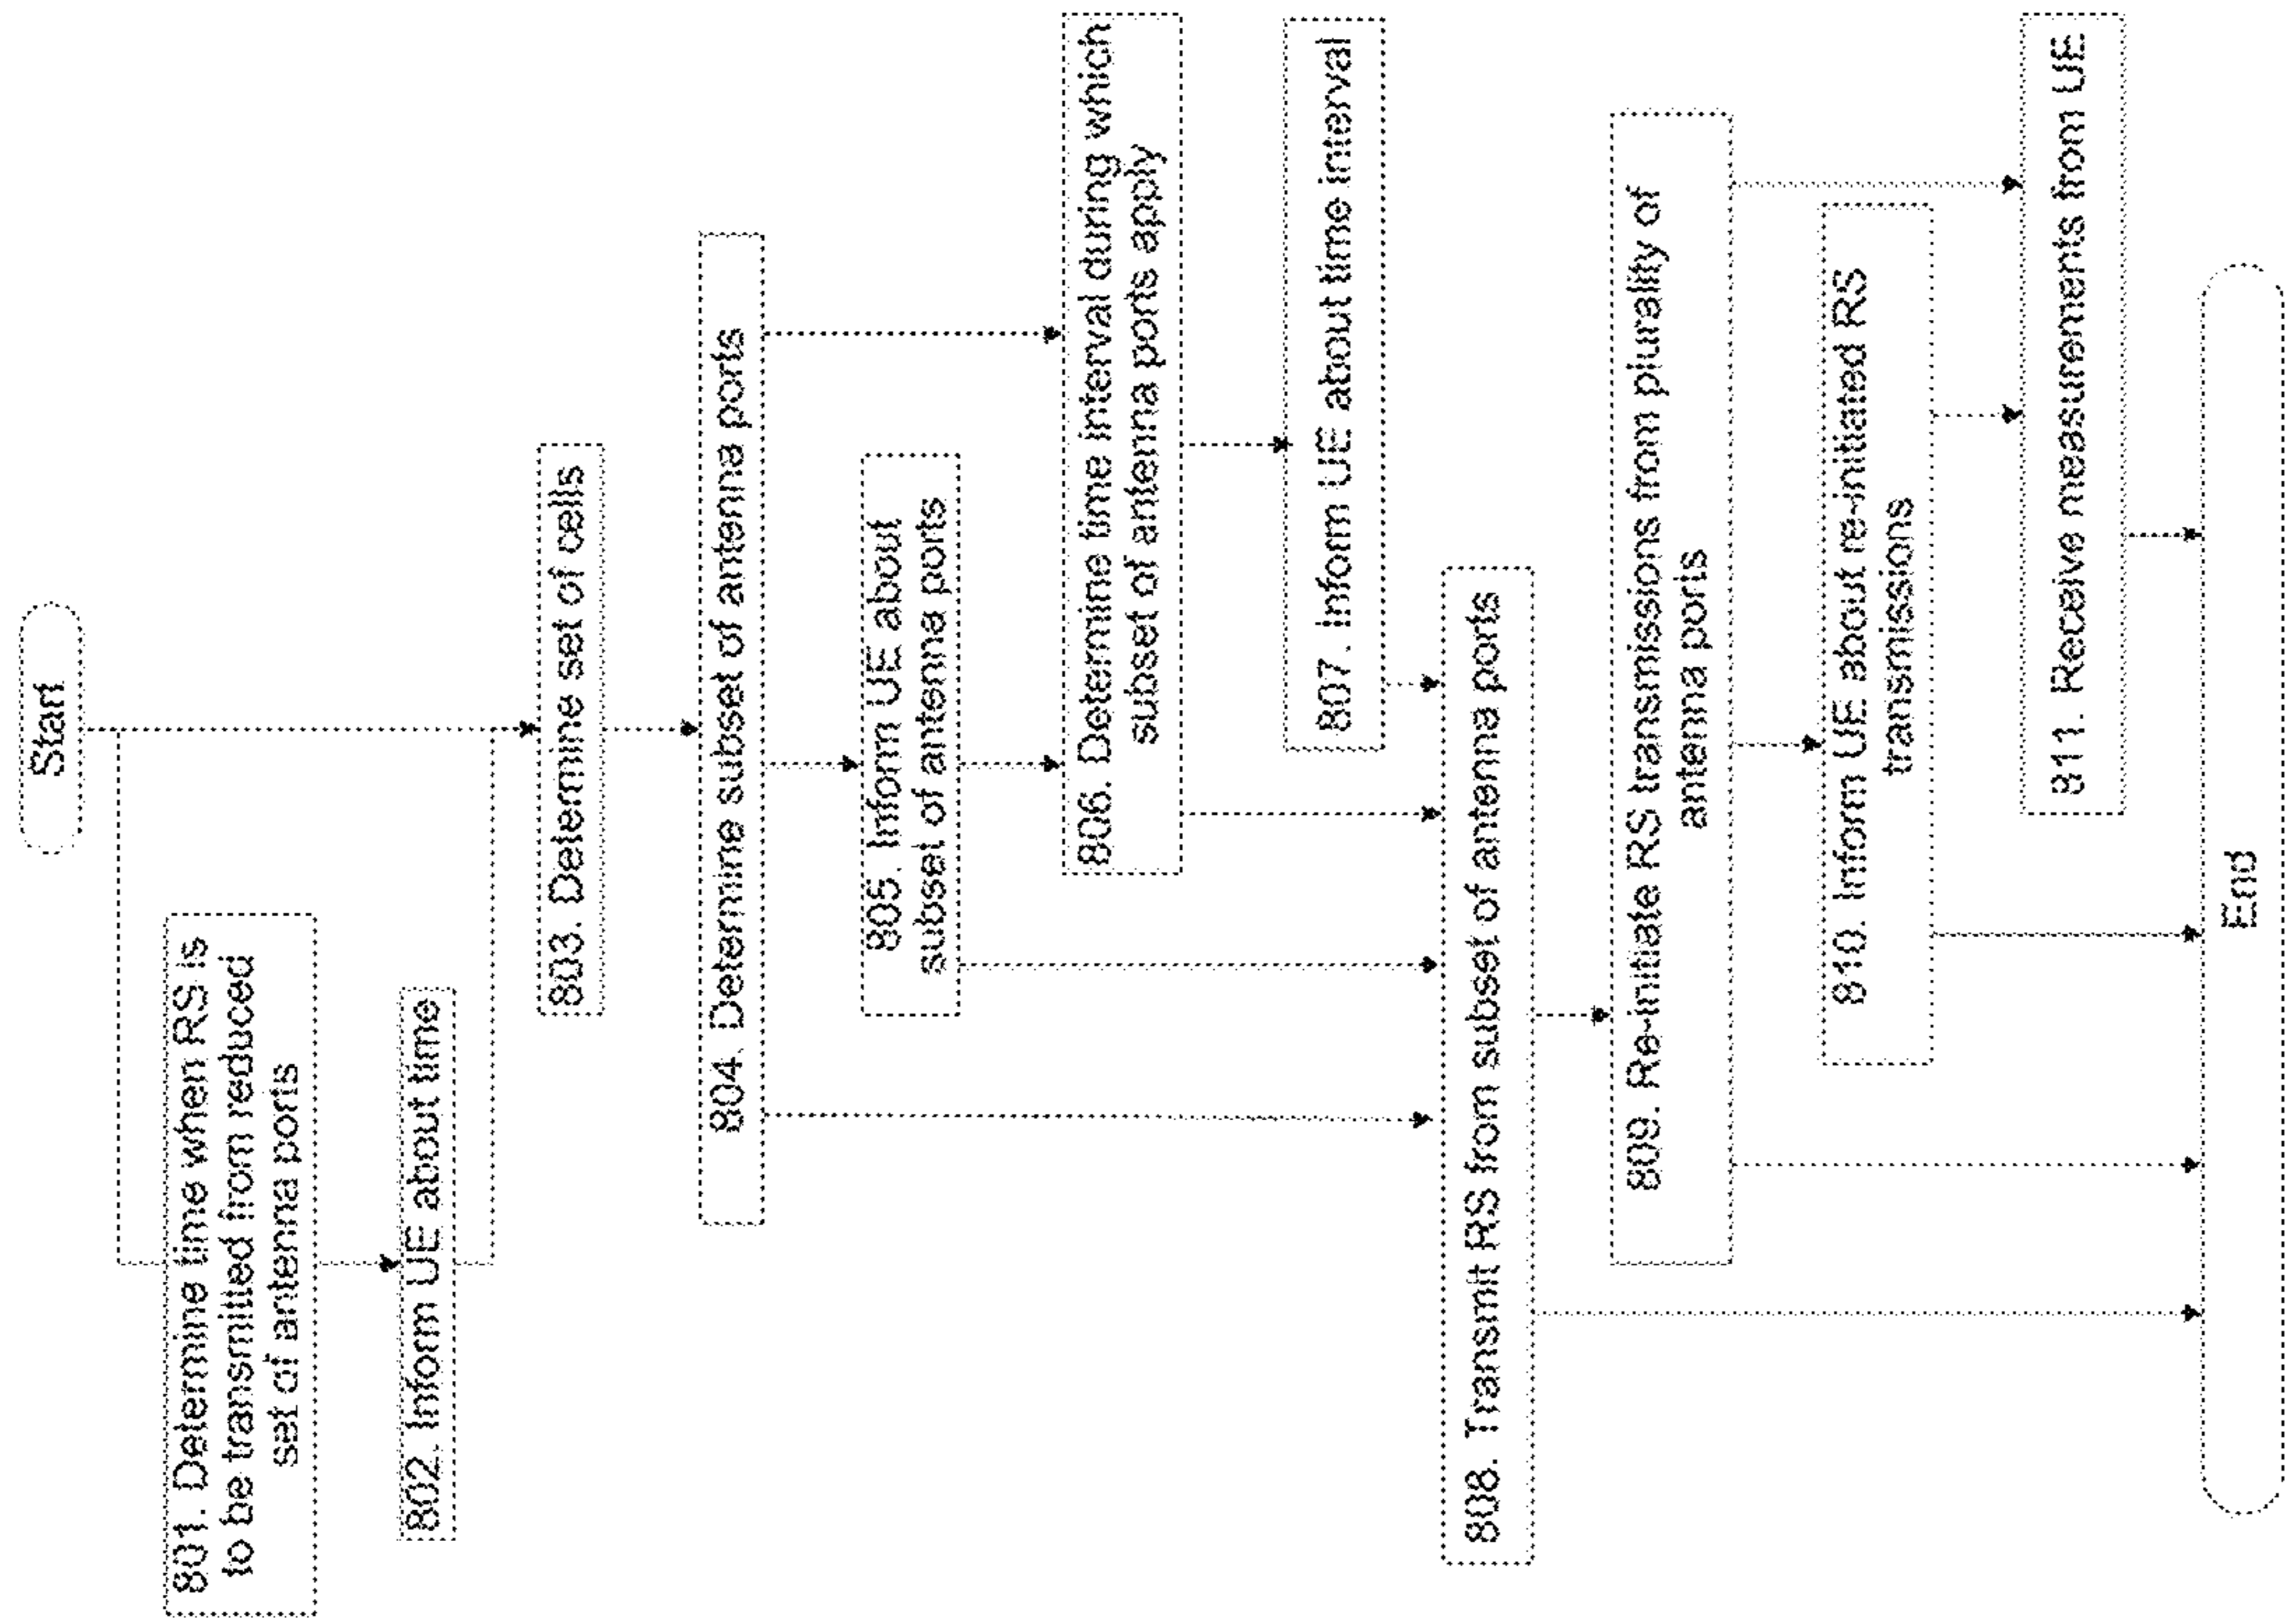 Start
801. Determine time when RS is
to be transmitted from reduced
set of antenna ports
802. Inform UE about time
803. Determine set of cells
804. Determine subset of antenna ports
805. Inform UE about
subset of antenna ports
806. Determine time interval during which
subset of antenna ports apply
807. Inform UE about time interval
808. Transmit RS from subset of antenna ports
809. Re-initiate RS transmissions from plurality of
antenna ports
810. Inform UE about re-initiated RS
transmissions
811. Receive measurements from UE
End